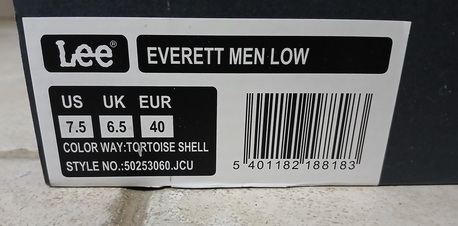 Lee®
EVERETT MEN LOW
US UK EUR
7.5 6.5 40
COLOR WAY:TORTOISE SHELL
STYLE NO.:50253060.JCU
5 401182 188183